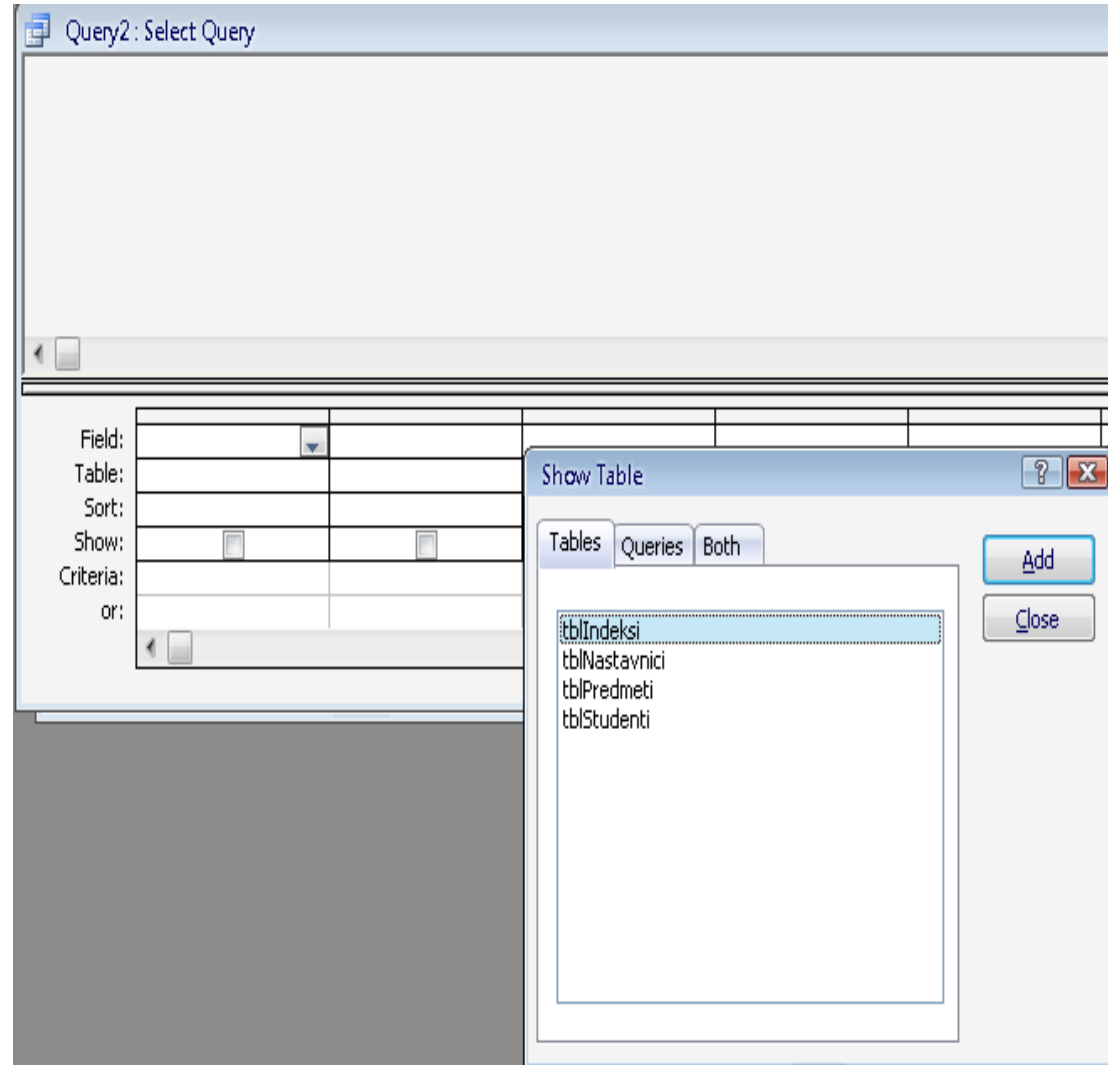 Query2 : Select Query
Field:
Table:
Sort:
Show:
Criteria:
or:
Show Table
Tables Queries Both
Add
Close
tblIndeksi
tblNastavnici
tblPredmeti
tblStudenti